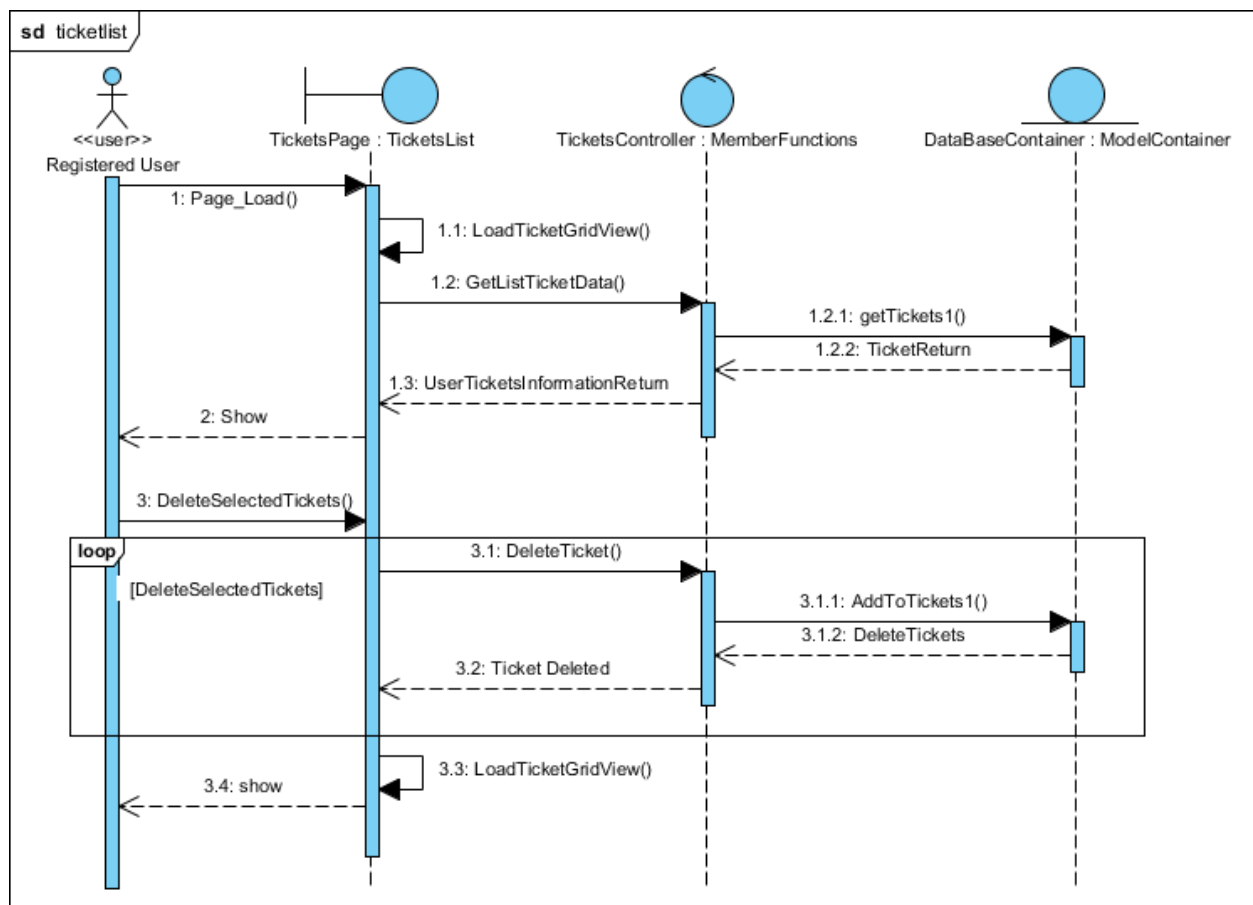 sd ticketlist
<<user>>
Registered User
TicketsPage : TicketsList
TicketsController : MemberFunctions
DataBaseContainer : ModelContainer
1: Page_Load()
1.1: LoadTicketGridView()
1.2: GetListTicketData()
1.2.1: getTickets1()
1.2.2: TicketReturn
1.3: UserTicketsInformationReturn
2: Show
3: DeleteSelectedTickets()
loop
[DeleteSelectedTickets]
3.1: DeleteTicket()
3.1.1: AddToTickets1()
3.1.2: DeleteTickets
3.2: Ticket Deleted
3.3: LoadTicketGridView()
3.4: show